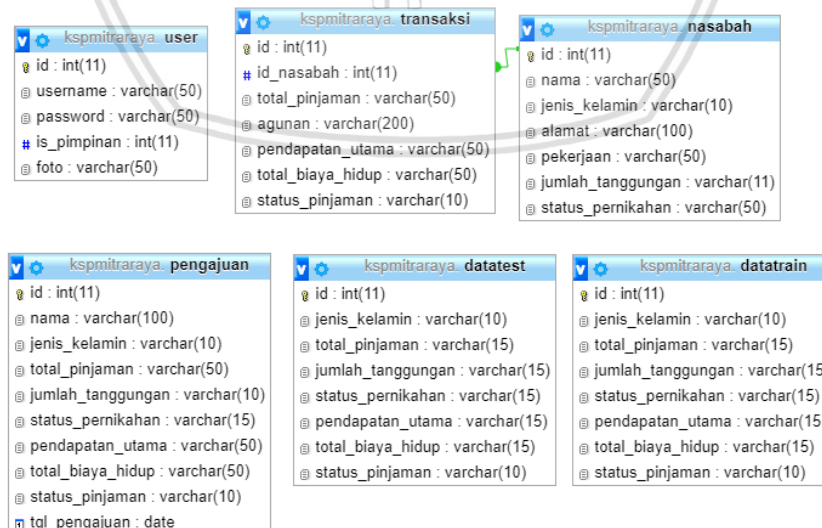 kspmitraraya. user
id : int(11)
username : varchar(50)
password : varchar(50)
is_pimpinan : int(11)
foto : varchar(50)
kspmitraraya. transaksi
id : int(11)
id_nasabah : int(11)
total_pinjaman : varchar(50)
agunan : varchar(200)
pendapatan_utama : varchar(50)
total_biaya_hidup : varchar(50)
status_pinjaman : varchar(10)
kspmitraraya. nasabah
id : int(11)
nama : varchar(50)
jenis_kelamin : varchar(10)
alamat : varchar(100)
pekerjaan : varchar(50)
jumlah_tanggungan : varchar(11)
status_pernikahan : varchar(50)
kspmitraraya. pengajuan
id : int(11)
nama : varchar(100)
jenis_kelamin : varchar(10)
total_pinjaman : varchar(50)
jumlah_tanggungan : varchar(10)
status_pernikahan : varchar(15)
pendapatan_utama : varchar(50)
total_biaya_hidup : varchar(50)
status_pinjaman : varchar(10)
tgl_pengajuan : date
kspmitraraya. datatest
id : int(11)
jenis_kelamin : varchar(10)
total_pinjaman : varchar(15)
jumlah_tanggungan : varchar(15)
status_pernikahan : varchar(15)
pendapatan_utama : varchar(15)
total_biaya_hidup : varchar(15)
status_pinjaman : varchar(10)
kspmitraraya. datatrain
id : int(11)
jenis_kelamin : varchar(10)
total_pinjaman : varchar(15)
jumlah_tanggungan : varchar(15
status_pernikahan : varchar(15)
pendapatan_utama : varchar(15
total_biaya_hidup : varchar(15)
status_pinjaman : varchar(10)